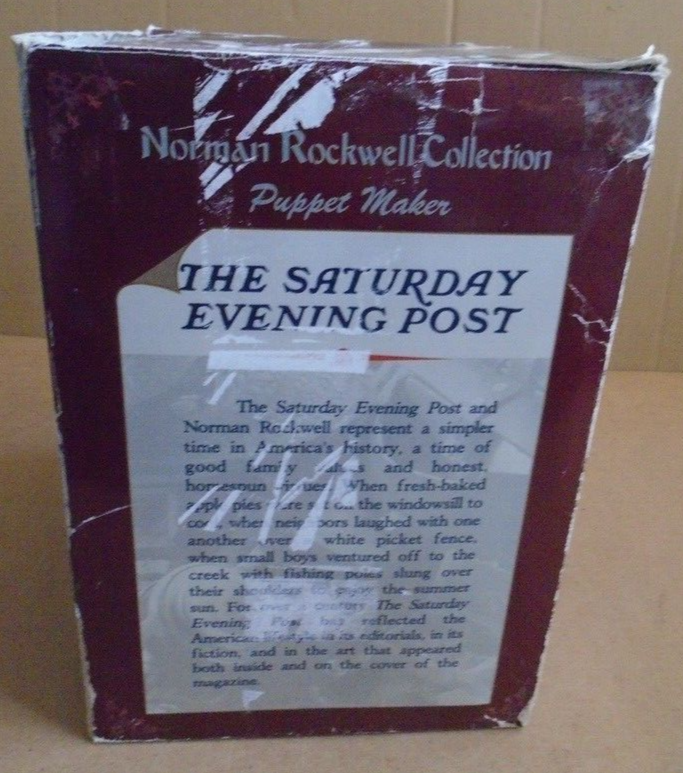 Norman Rockwell Collection
Puppet Maker
THE SATURDAY
EVENING POST
The Saturday Evening Post and
Norman Rockwell represent a simpler
time in America's history, a time of
good family values and honest,
homespun virtues. When fresh-baked
apple pies were set on the windowsill to
cool, when neighbors laughed with one
another over white picket fence,
when small boys ventured off to the
creek with fishing poles slung over
their shoulders to enjoy the summer
sun. For over a century The Saturday
Evening Post has reflected the
American lifestyle in its editorials, in its
fiction, and in the art that appeared
both inside and on the cover of the
magazine.